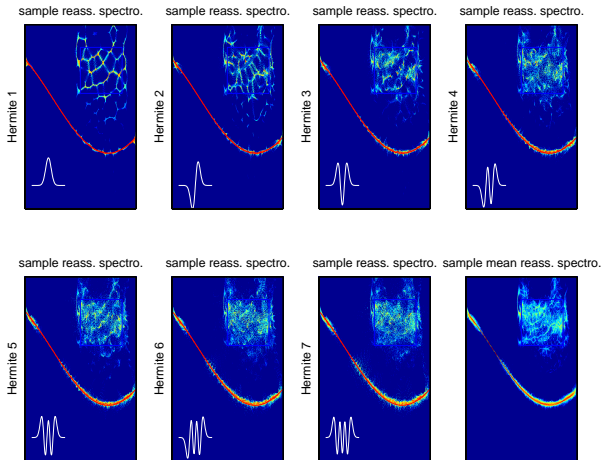 sample reass. spectro.
sample reass. spectro.
sample reass. spectro.
sample reass. spectro.
Hermite 1
Hermite 2
Hermite 3
Hermite 4
sample reass. spectro.
sample reass. spectro.
sample reass. spectro.
sample mean reass. spectro.
Hermite 5
Hermite 6
Hermite 7